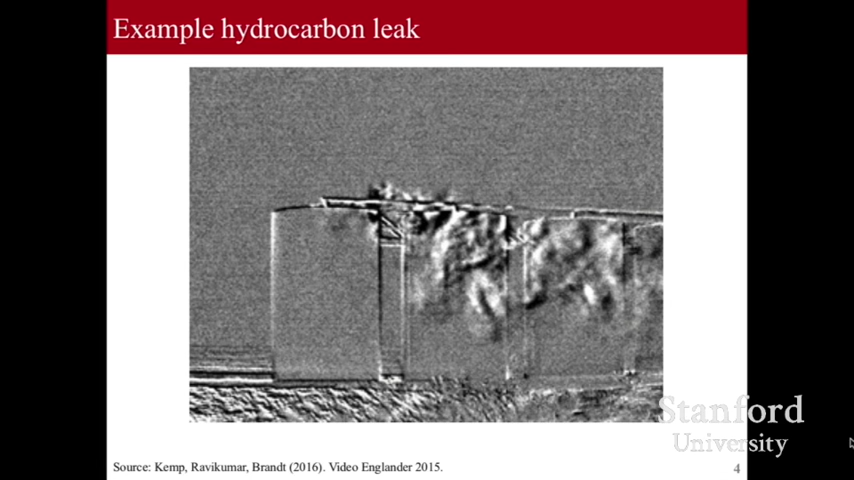 Example hydrocarbon leak
Stanford
University
Source: Kemp, Ravikumar, Brandt (2016). Video Englander 2015.
4